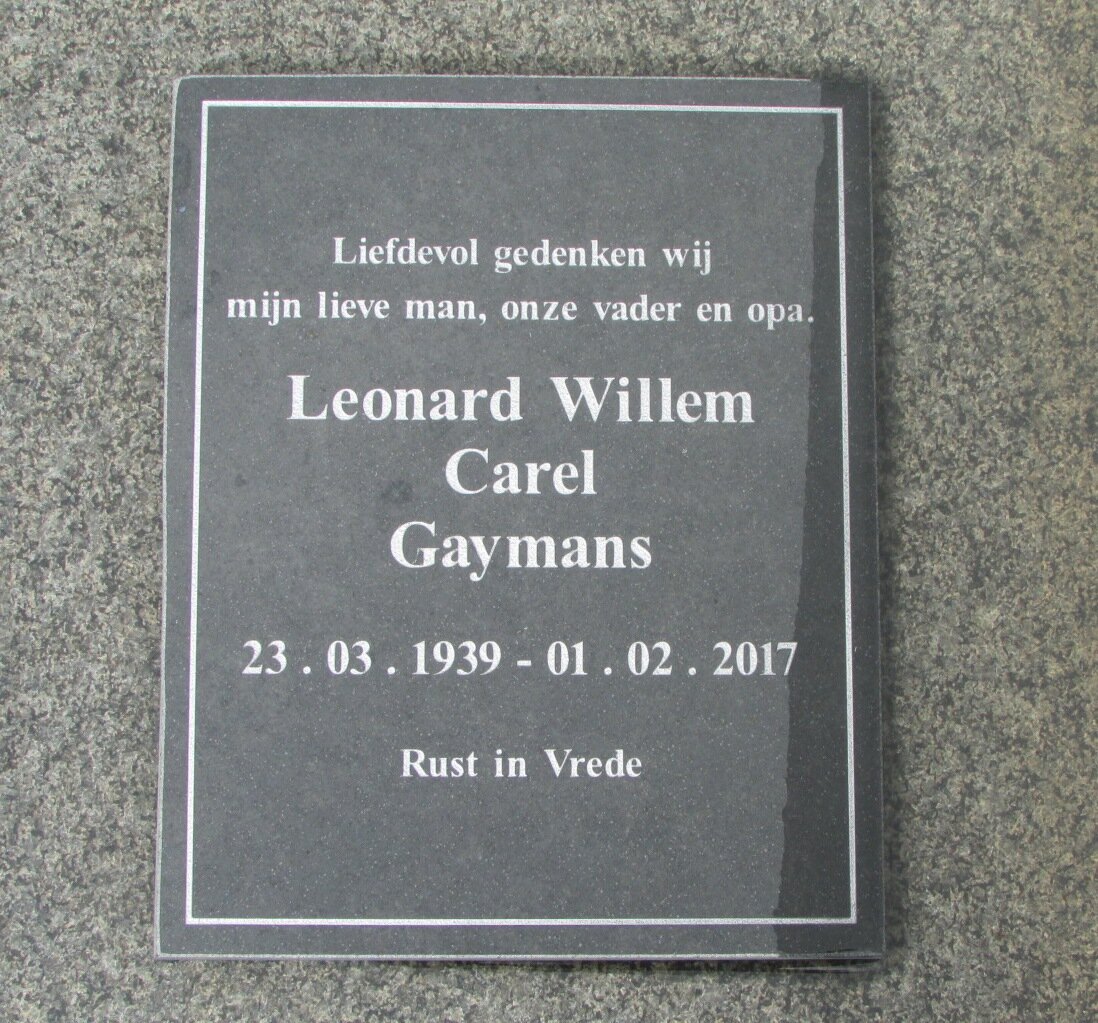 Liefdevol gedenken wij
mijn lieve man, onze vader en opa.
Leonard Willem
Carel
Gaymans
23 . 03 . 1939 - 01 . 02 . 2017
Rust in Vrede